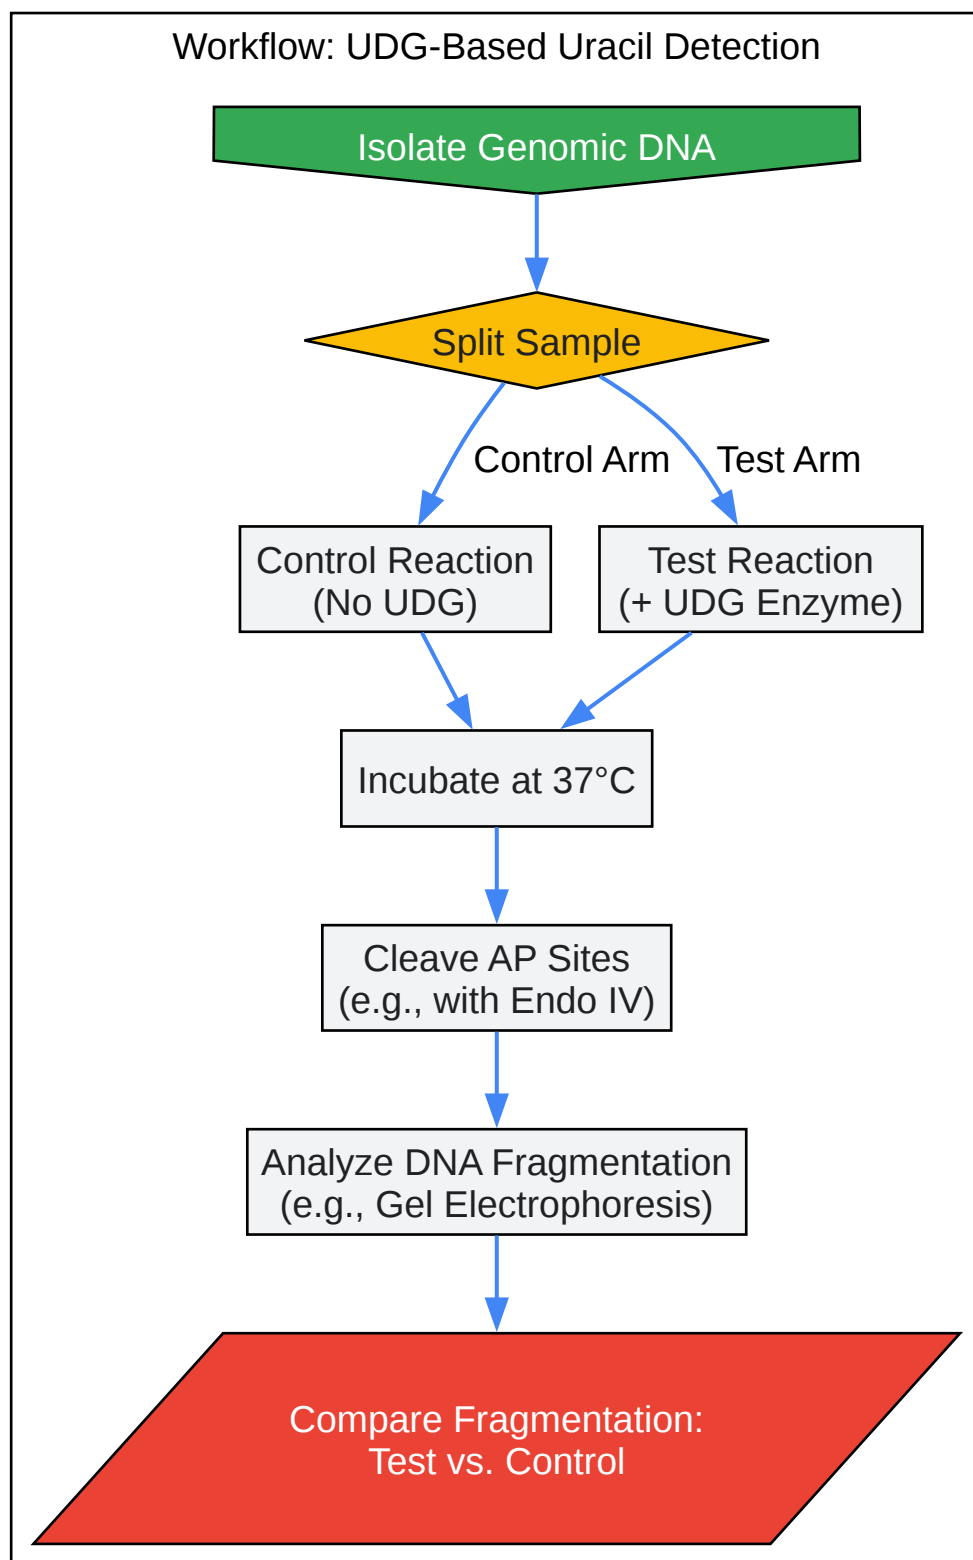 Workflow: UDG-Based Uracil Detection
Isolate Genomic DNA
Split Sample
Control Arm
Test Arm
Control Reaction
(No UDG)
Test Reaction
(+ UDG Enzyme)
Incubate at 37°C
Cleave AP Sites
(e.g., with Endo IV)
Analyze DNA Fragmentation
(e.g., Gel Electrophoresis)
Compare Fragmentation:
Test vs. Control